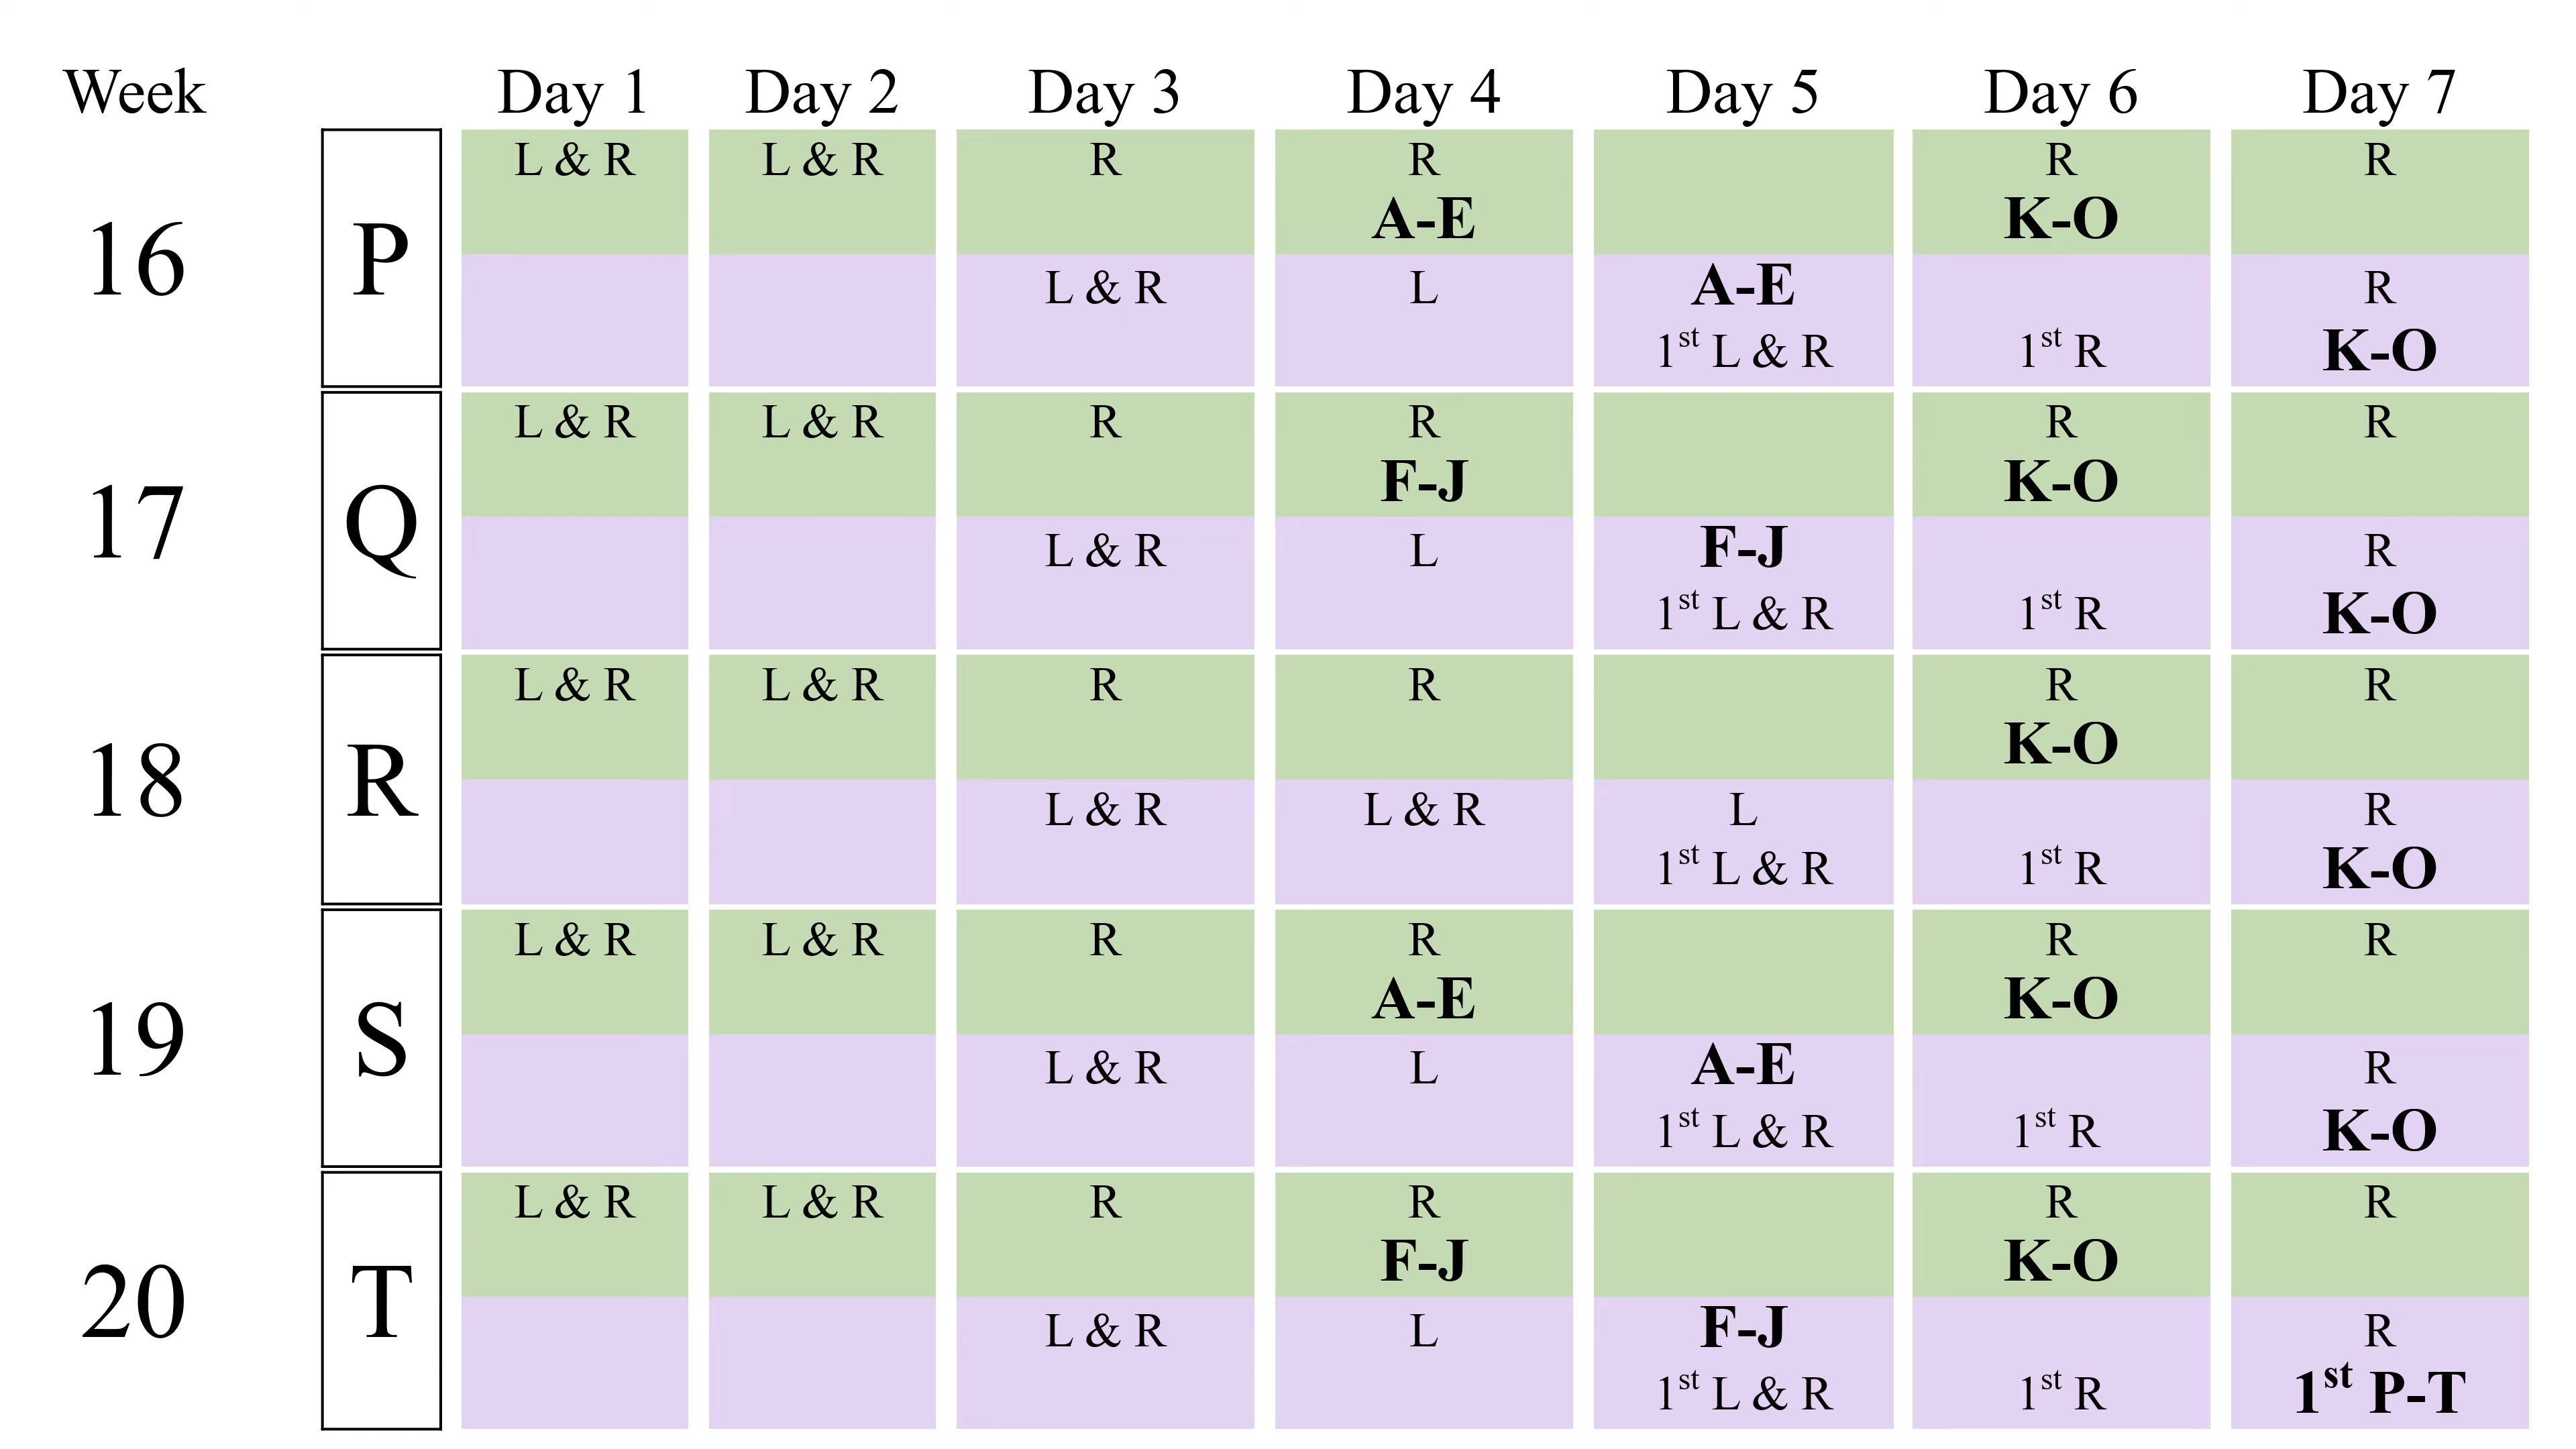 Week Day 1 Day 2 Day 3 Day 4 Day 5 Day 6 Day 7
16 P
L & R L & R R R R R
A-E K-O
L & R L A-E R
1st L & R 1st R K-O
17 Q
L & R L & R R R R R
F-J K-O
L & R L F-J R
1st L & R 1st R K-O
18 R
L & R L & R R R R R
K-O
L & R L & R L R
1st L & R 1st R K-O
19 S
L & R L & R R R R R
A-E K-O
L & R L A-E R
1st L & R 1st R K-O
20 T
L & R L & R R R R R
F-J K-O
L & R L F-J R
1st L & R 1st R 1st P-T